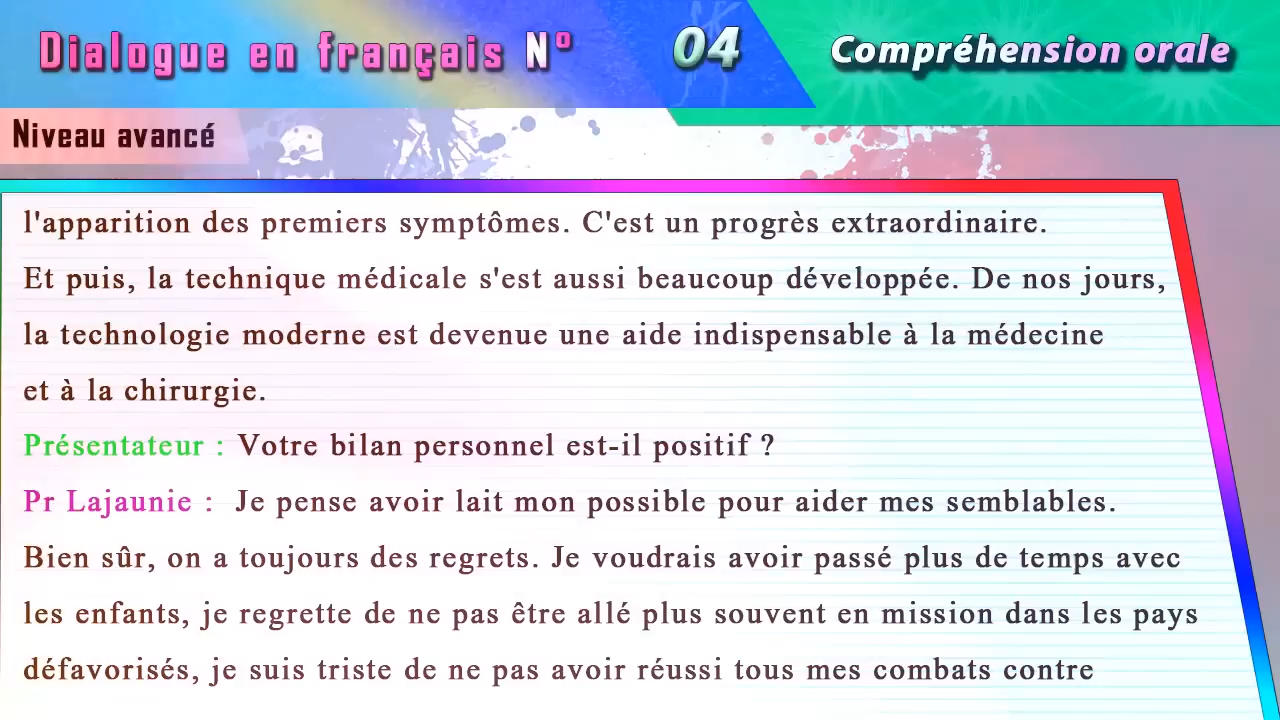 Dialogue en français N° 04 Compréhension orale
Niveau avancé
l'apparition des premiers symptômes. C'est un progrès extraordinaire.
Et puis, la technique médicale s'est aussi beaucoup développée. De nos jours,
la technologie moderne est devenue une aide indispensable à la médecine
et à la chirurgie.
Présentateur : Votre bilan personnel est-il positif ?
Pr Lajaunie : Je pense avoir lait mon possible pour aider mes semblables.
Bien sûr, on a toujours des regrets. Je voudrais avoir passé plus de temps avec
les enfants, je regrette de ne pas être allé plus souvent en mission dans les pays
défavorisés, je suis triste de ne pas avoir réussi tous mes combats contre